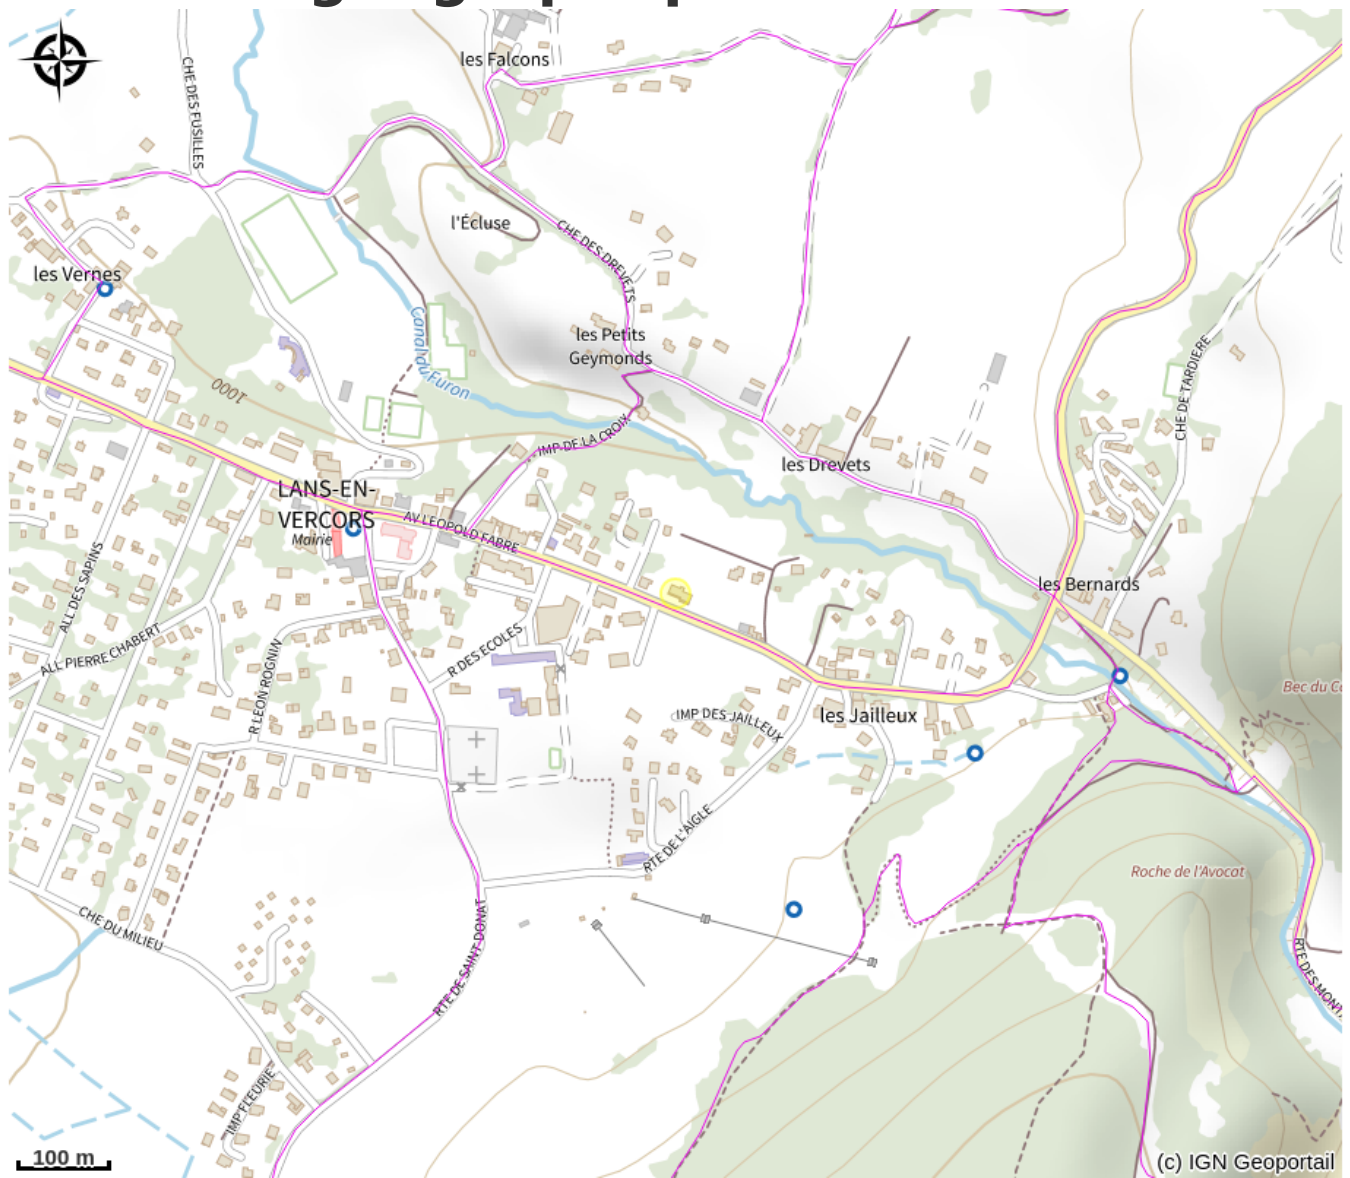 les Falcons
CHE DES FUSILLES
l'Écluse
CHE DES DREVETS
les Vernes
Canal du Furon
les Petits
Geymonds
CHE DE TARDIERE
1000
IMP DE LA CROIX
les Drevets
LANS-EN-
VERCORS
Mairie
AV LEOPOLD FABRE
les Bernards
ALL DES SAPINS
ALL PIERRE CHABERT
R LEON ROGNIN
R DES ECOLES
Bec du C
IMP DES JAILLEUX
les Jailleux
RTE DE L'AIGLE
Roche de l'Avocat
CHE DU MILIEU
RTE DE SAINT DONAT
RTE DES MONT
IMP FLEURIE
100 m
(c) IGN Geoportail